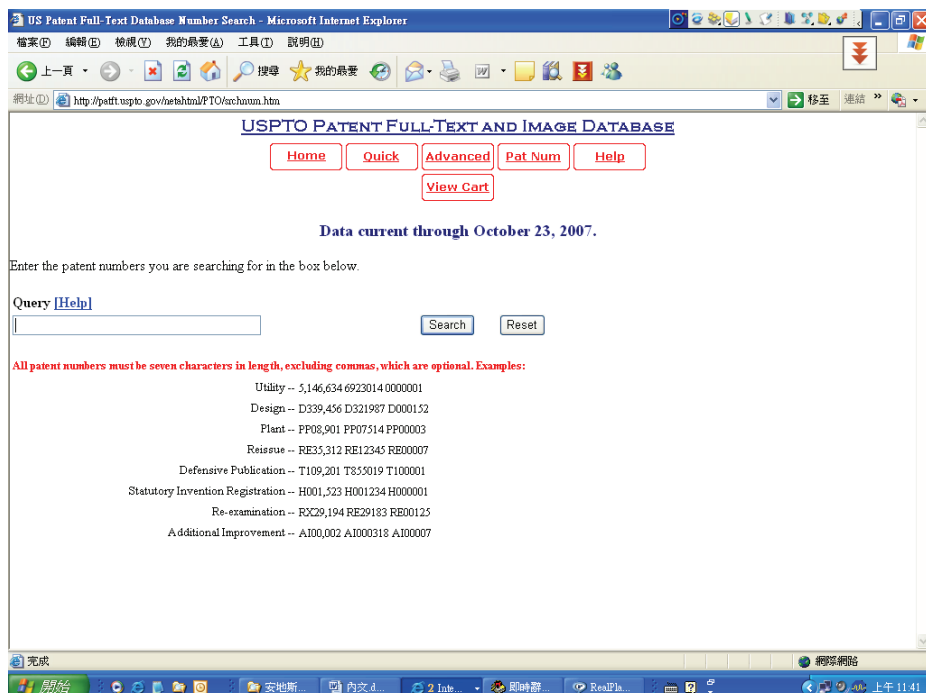 US Patent Full-Text Database Number Search - Microsoft Internet Explorer
檔案(F) 編輯(E) 檢視(V) 我的最愛(A) 工具(T) 說明(H)
上一頁 搜尋 我的最愛
網址(D) http://patft.uspto.gov/netahtml/PTO/srchnum.htm 移至 連結 »
USPTO PATENT FULL-TEXT AND IMAGE DATABASE
Home Quick Advanced Pat Num Help
View Cart
Data current through October 23, 2007.
Enter the patent numbers you are searching for in the box below.
Query [Help]
Search Reset
All patent numbers must be seven characters in length, excluding commas, which are optional. Examples:
Utility -- 5,146,634 6923014 0000001
Design -- D339,456 D321987 D000152
Plant -- PP08,901 PP07514 PP00003
Reissue -- RE35,312 RE12345 RE00007
Defensive Publication -- T109,201 T855019 T100001
Statutory Invention Registration -- H001,523 H001234 H000001
Re-examination -- RX29,194 RE29183 RE00125
Additional Improvement -- AI00,002 AI000318 AI00007
完成 網際網路
開始 安地斯... 內文.d... 2 Inte... 即時辭... RealPla... 上午 11:41